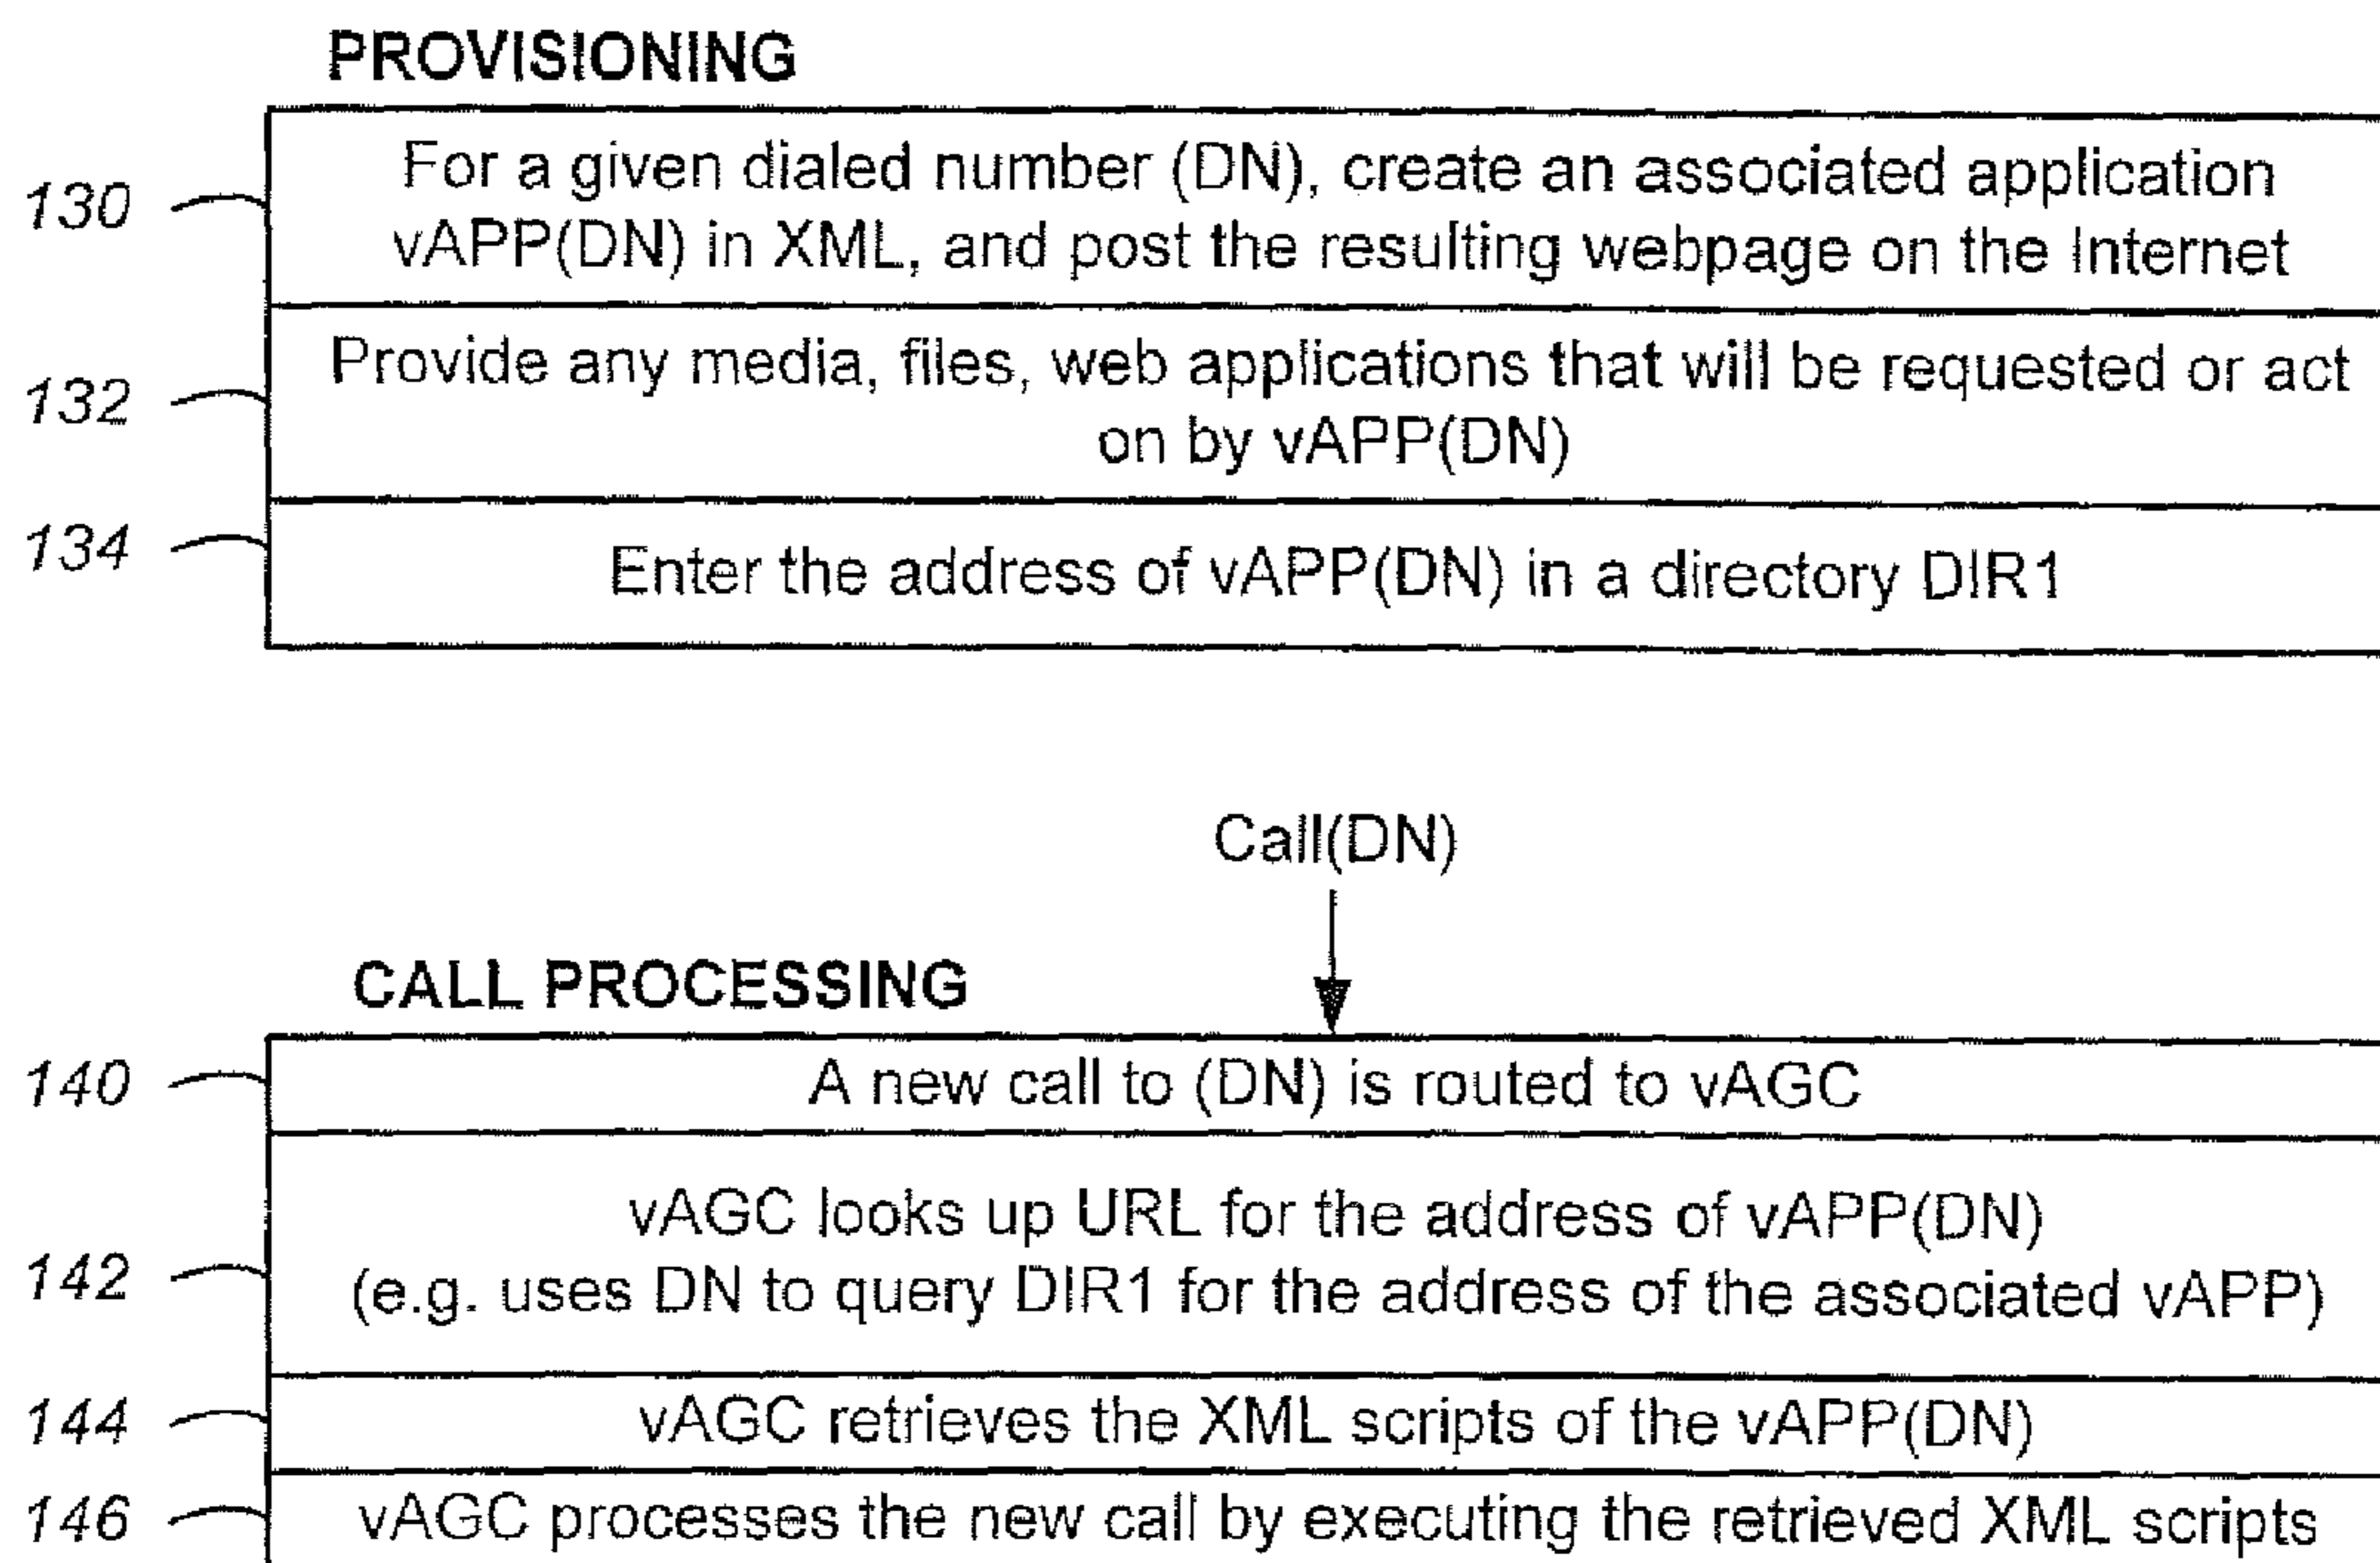 PROVISIONING
130
For a given dialed number (DN), create an associated application
vAPP(DN) in XML, and post the resulting webpage on the Internet
132
Provide any media, files, web applications that will be requested or act
on by vAPP(DN)
134
Enter the address of vAPP(DN) in a directory DIR1
Call(DN)
CALL PROCESSING
140
A new call to (DN) is routed to vAGC
142
vAGC looks up URL for the address of vAPP(DN)
(e.g. uses DN to query DIR1 for the address of the associated vAPP)
144
vAGC retrieves the XML scripts of the vAPP(DN)
146
vAGC processes the new call by executing the retrieved XML scripts